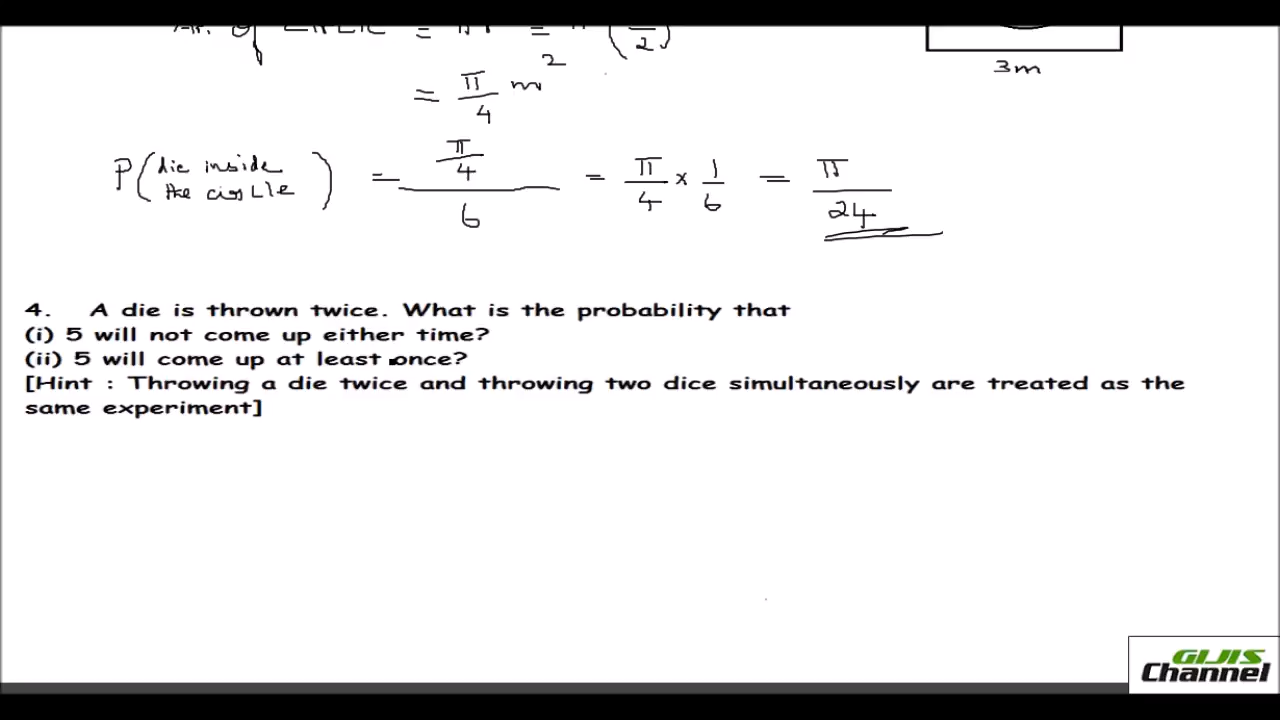 of = =
3m
= π/4 m²
P(die inside the circle) = π/4 / 6 = π/4 × 1/6 = π/24
4. A die is thrown twice. What is the probability that
(i) 5 will not come up either time?
(ii) 5 will come up at least once?
[Hint : Throwing a die twice and throwing two dice simultaneously are treated as the
same experiment]
GIJIS
Channel